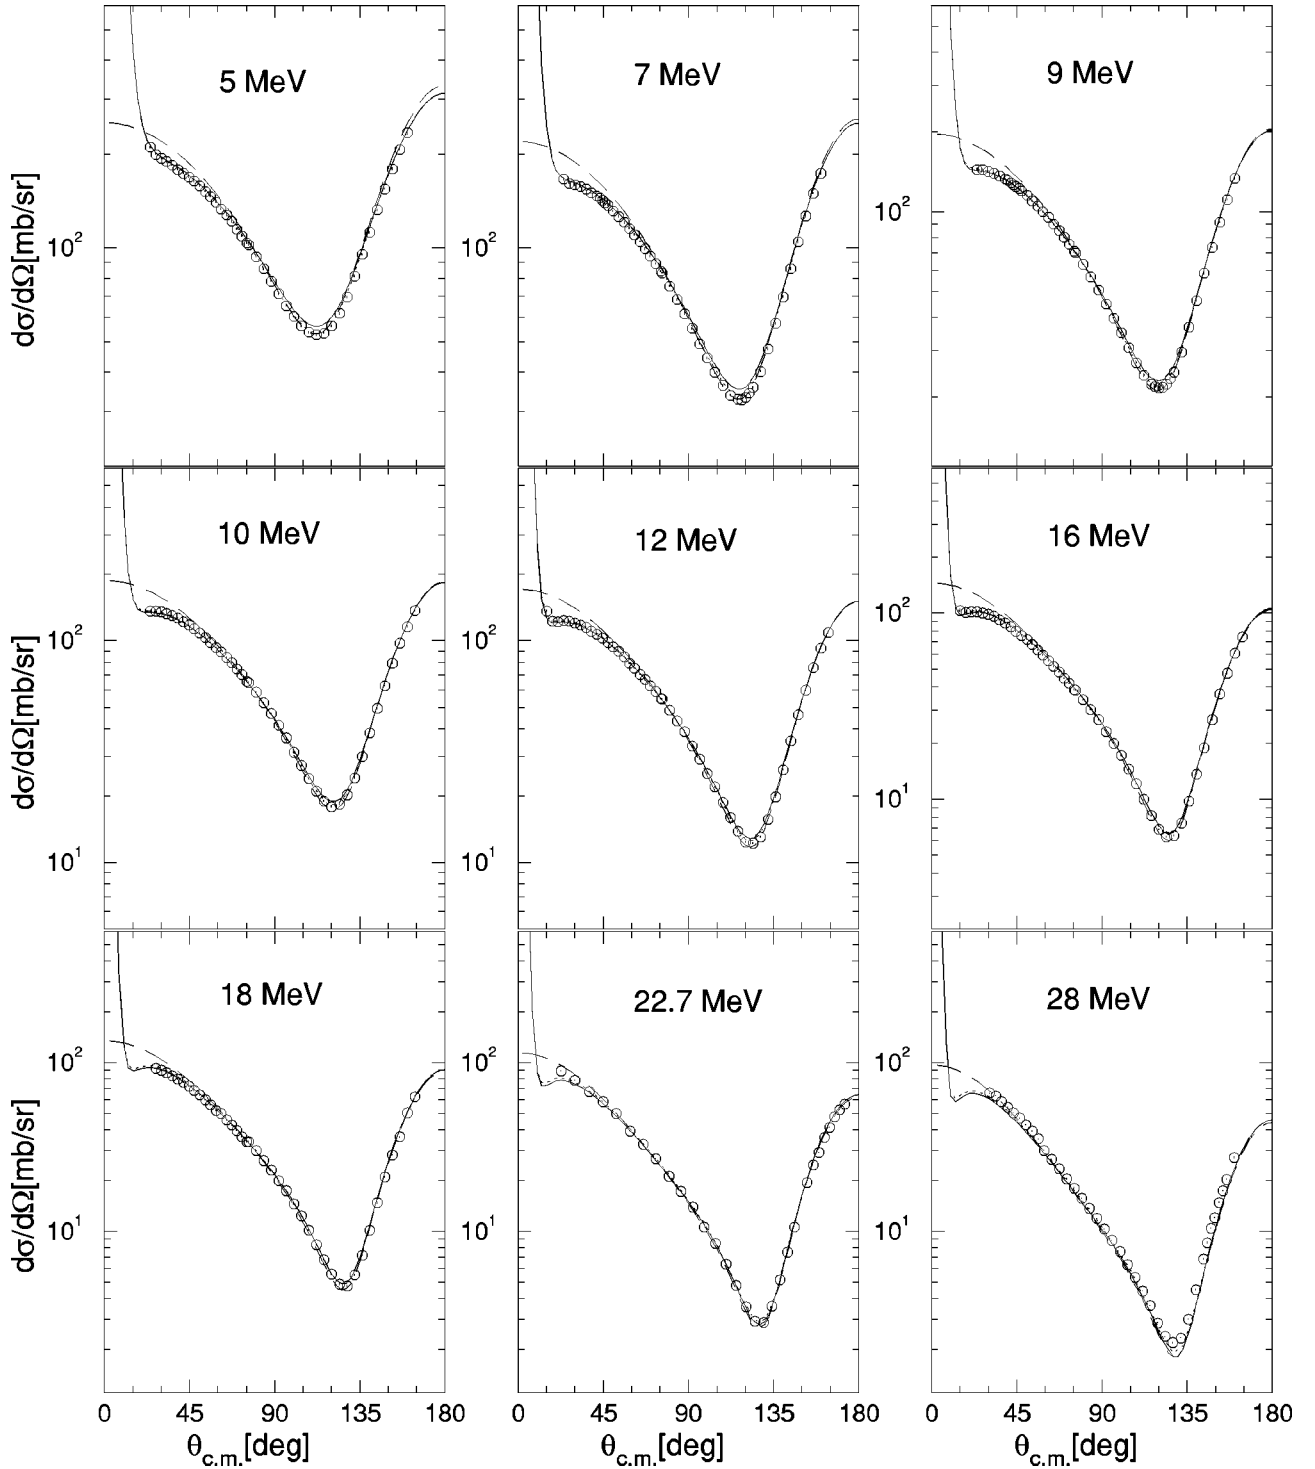 5 MeV
7 MeV
9 MeV
dσ/dΩ[mb/sr]
10²
10²
10²
10 MeV
12 MeV
16 MeV
dσ/dΩ[mb/sr]
10²
10¹
10²
10¹
10²
10¹
18 MeV
22.7 MeV
28 MeV
dσ/dΩ[mb/sr]
10²
10¹
10²
10¹
10²
10¹
0 45 90 135 180
0 45 90 135 180
0 45 90 135 180
θc.m.[deg]
θc.m.[deg]
θc.m.[deg]